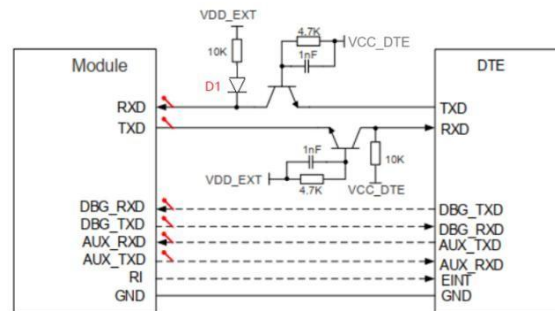 VDD_EXT
4.7K
VCC_DTE
10K
1nF
Module
DTE
D1
RXD
TXD
TXD
RXD
1nF
10K
VDD_EXT
4.7K
VCC_DTE
DBG_RXD
DBG_TXD
DBG_TXD
DBG_RXD
AUX_RXD
AUX_TXD
AUX_TXD
AUX_RXD
RI
EINT
GND
GND